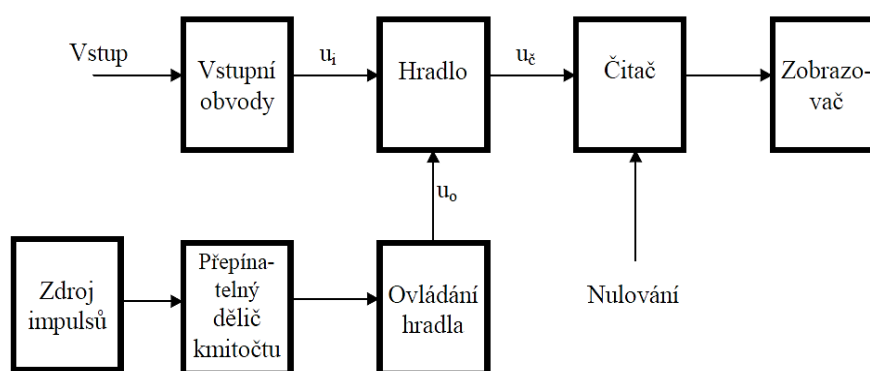 Vstup
Vstupní
obvody
ui
Hradlo
uč
Čitač
Zobrazo-
vač
uo
Zdroj
impulsů
Přepína-
telný
dělič
kmitočtu
Ovládání
hradla
Nulování